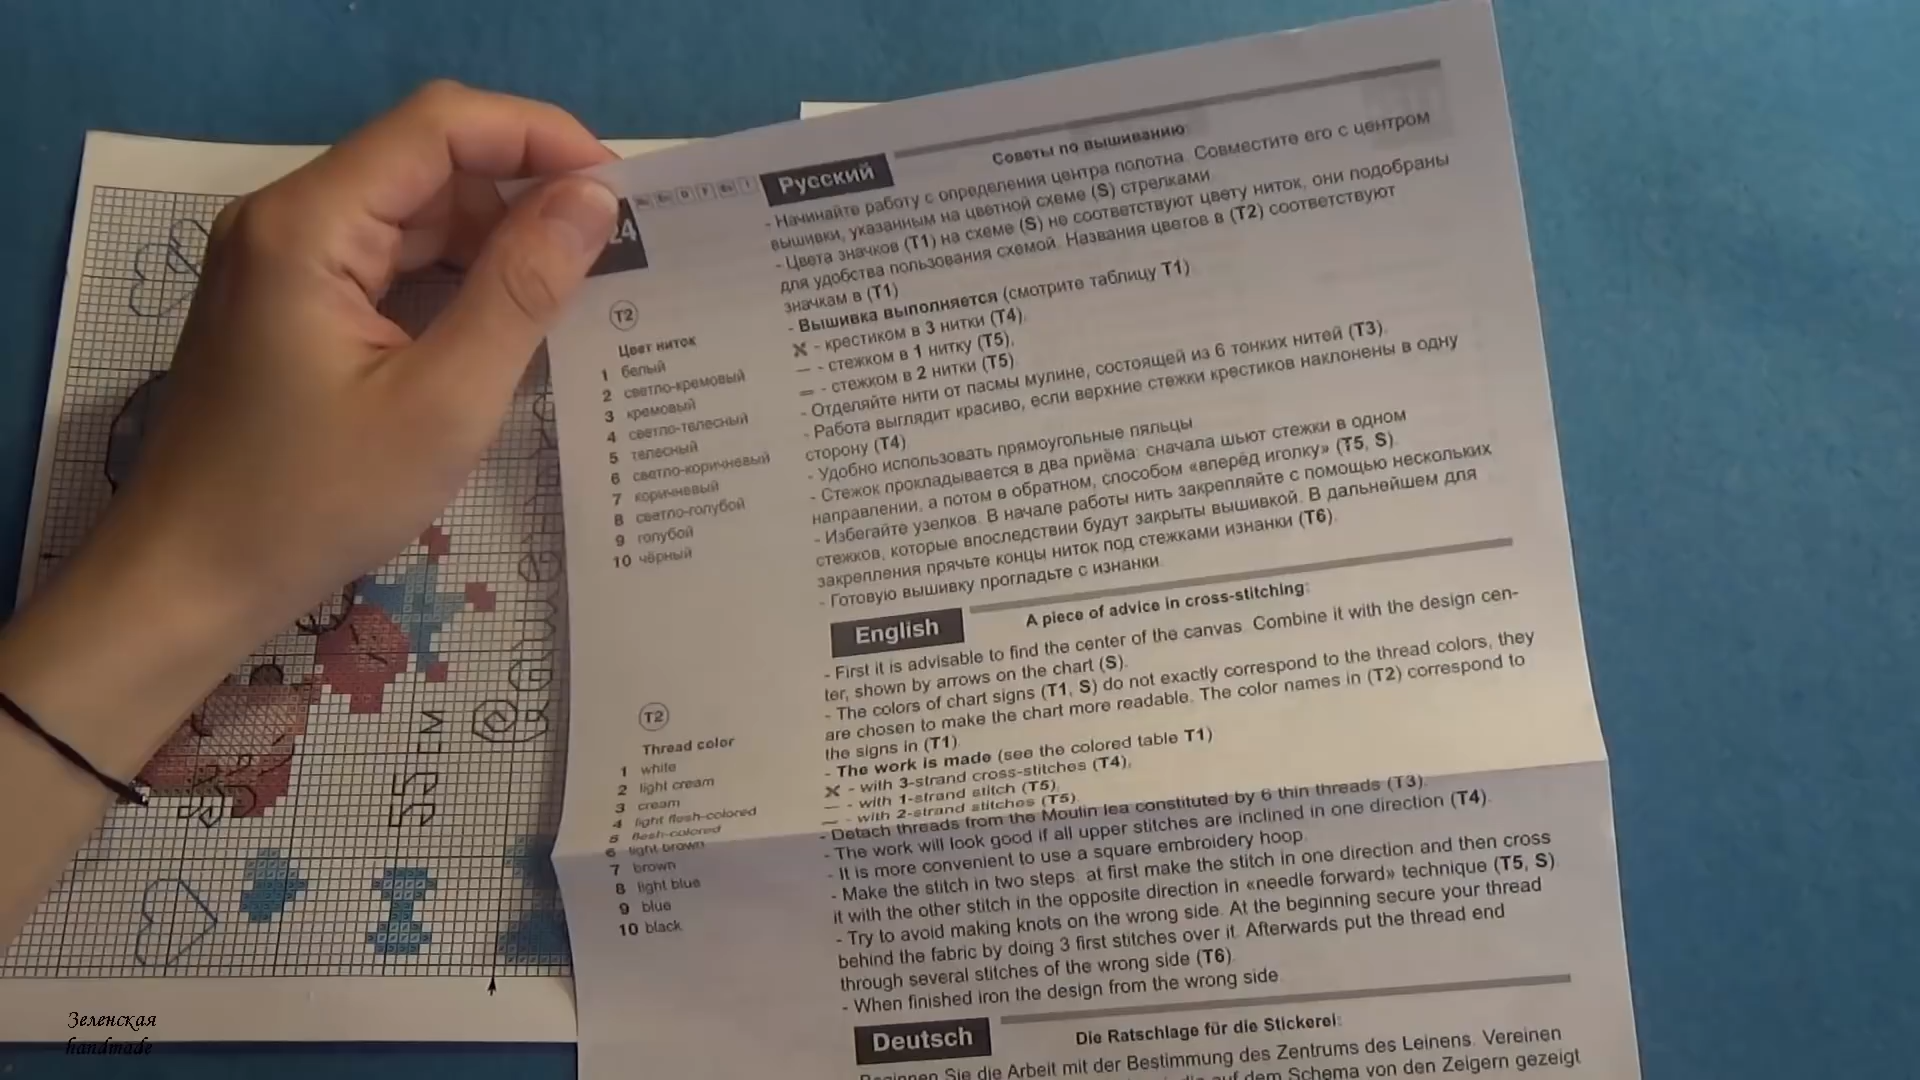 24
Русский
Советы по вышиванию:
- Начинайте работу с определения центра полотна. Совместите его с центром
вышивки, указанным на цветной схеме (S) стрелками.
- Цвета значков (T1) на схеме (S) не соответствуют цвету ниток, они подобраны
для удобства пользования схемой. Названия цветов в (T2) соответствуют
значкам в (T1)
- Вышивка выполняется (смотрите таблицу T1)
- крестиком в 3 нитки (T4),
— - стежком в 1 нитку (T5),
= - стежком в 2 нитки (T5).
- Отделяйте нити от пасмы мулине, состоящей из 6 тонких нитей (T3).
- Работа выглядит красиво, если верхние стежки крестиков наклонены в одну
сторону (T4)
- Удобно использовать прямоугольные пяльцы
- Стежок прокладывается в два приёма: сначала шьют стежки в одном
направлении, а потом в обратном, способом «вперёд иголку» (T5, S).
- Избегайте узелков. В начале работы нить закрепляйте с помощью нескольких
стежков, которые впоследствии будут закрыты вышивкой. В дальнейшем для
закрепления прячьте концы ниток под стежками изнанки (T6).
- Готовую вышивку прогладьте с изнанки.
T2
Цвет ниток
1 белый
2 светло-кремовый
3 кремовый
4 светло-телесный
5 телесный
6 светло-коричневый
7 коричневый
8 светло-голубой
9 голубой
10 чёрный
English
A piece of advice in cross-stitching:
- First it is advisable to find the center of the canvas. Combine it with the design cen-
ter, shown by arrows on the chart (S).
- The colors of chart signs (T1, S) do not exactly correspond to the thread colors, they
are chosen to make the chart more readable. The color names in (T2) correspond to
the signs in (T1)
- The work is made (see the colored table T1)
- with 3-strand cross-stitches (T4),
— - with 1-strand stitch (T5),
— - with 2-strand stitches (T5)
- Detach threads from the Moulin lea constituted by 6 thin threads (T3).
- The work will look good if all upper stitches are inclined in one direction (T4).
- It is more convenient to use a square embroidery hoop.
- Make the stitch in two steps: at first make the stitch in one direction and then cross
it with the other stitch in the opposite direction in «needle forward» technique (T5, S)
- Try to avoid making knots on the wrong side. At the beginning secure your thread
behind the fabric by doing 3 first stitches over it. Afterwards put the thread end
through several stitches of the wrong side (T6).
- When finished iron the design from the wrong side.
T2
Thread color
1 white
2 light cream
3 cream
4 light flesh-colored
5 flesh-colored
6 light brown
7 brown
8 light blue
9 blue
10 black
Deutsch
Die Ratschlage für die Stickerei:
Beginnen Sie die Arbeit mit der Bestimmung des Zentrums des Leinens. Vereinen
auf dem Schema von den Zeigern gezeigt
55 см
Зеленская
handmade